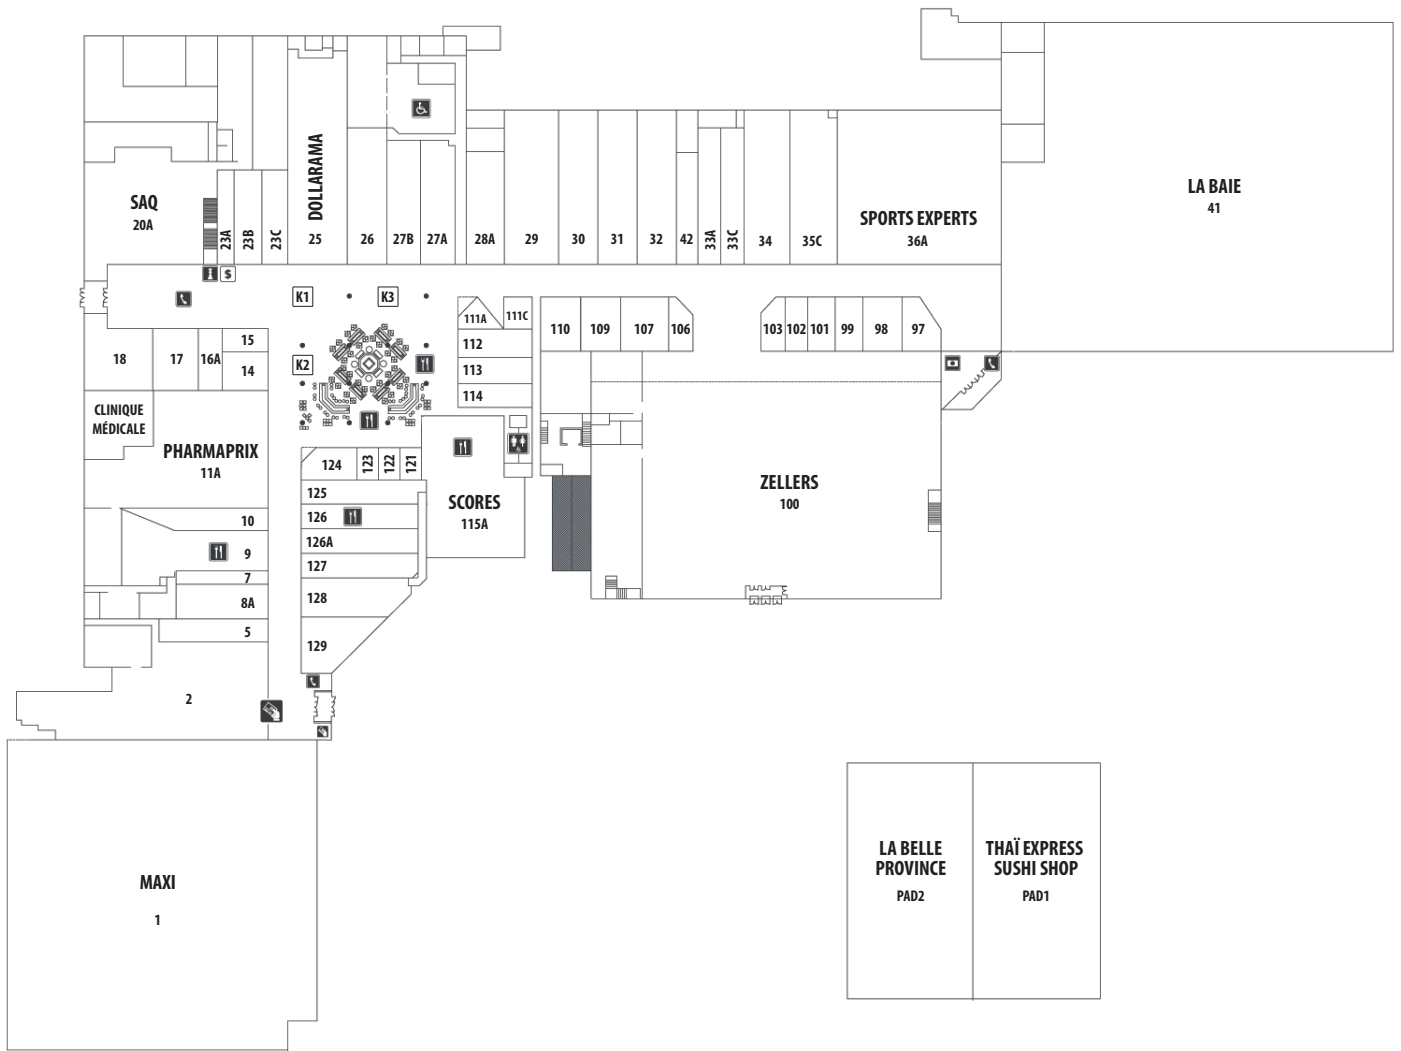 LA BAIE
41
DOLLARAMA
25
SAQ
20A
23A
23B
23C
26
27B
27A
28A
29
30
31
32
42
33A
33C
34
35C
SPORTS EXPERTS
36A
$
K1
K3
K2
111A
111C
110
109
107
106
103
102
101
99
98
97
18
17
16A
15
14
112
113
114
CLINIQUE
MÉDICALE
PHARMAPRIX
11A
124
123
122
121
125
126
126A
127
128
129
SCORES
115A
ZELLERS
100
10
9
7
8A
5
2
MAXI
1
LA BELLE
PROVINCE
PAD2
THAÏ EXPRESS
SUSHI SHOP
PAD1